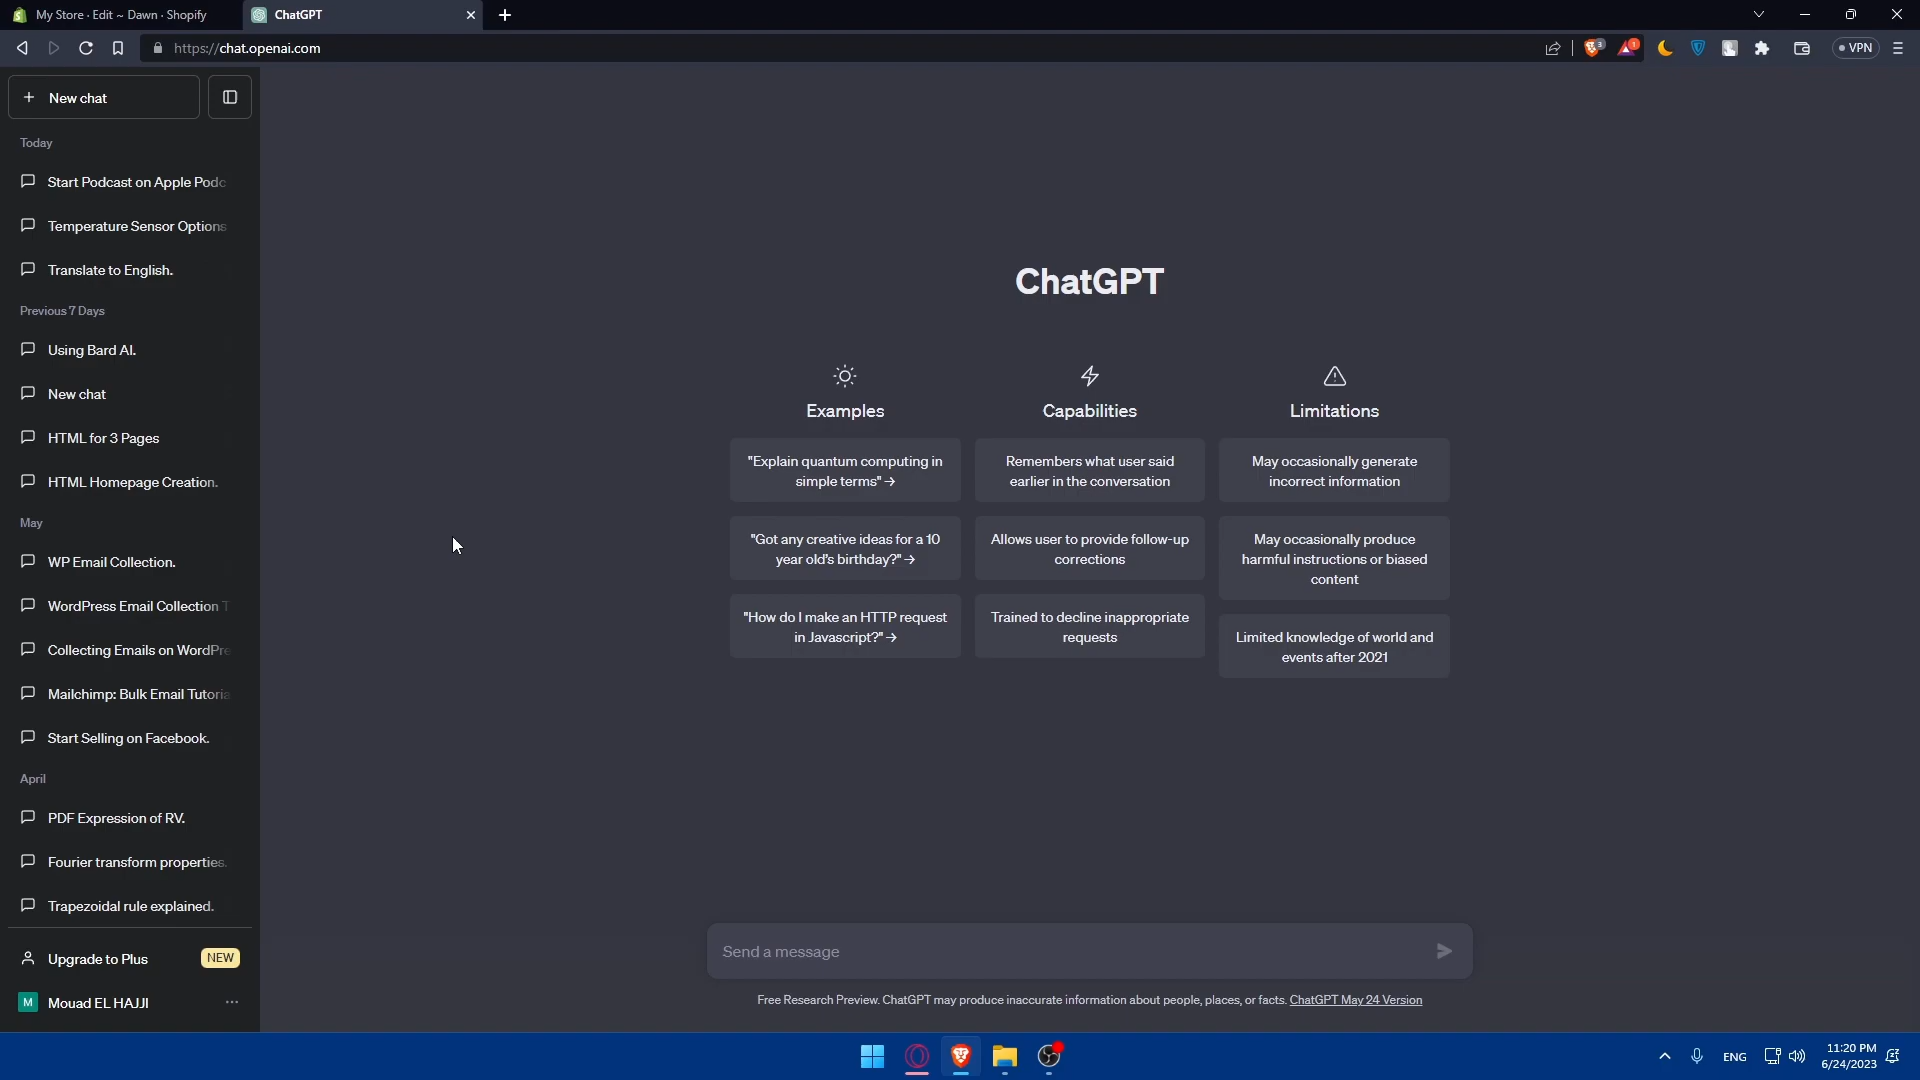 My Store · Edit ~ Dawn · Shopify
ChatGPT
https://chat.openai.com
3
1
VPN
New chat
Today
Start Podcast on Apple Podc
Temperature Sensor Options
Translate to English.
Previous 7 Days
Using Bard AI.
New chat
HTML for 3 Pages
HTML Homepage Creation.
May
WP Email Collection.
WordPress Email Collection T
Collecting Emails on WordPre
Mailchimp: Bulk Email Tutoria
Start Selling on Facebook.
April
PDF Expression of RV.
Fourier transform properties.
Trapezoidal rule explained.
Upgrade to Plus
NEW
M
Mouad EL HAJJI
ChatGPT
Examples
"Explain quantum computing in
simple terms" →
"Got any creative ideas for a 10
year old's birthday?" →
"How do I make an HTTP request
in Javascript?" →
Capabilities
Remembers what user said
earlier in the conversation
Allows user to provide follow-up
corrections
Trained to decline inappropriate
requests
Limitations
May occasionally generate
incorrect information
May occasionally produce
harmful instructions or biased
content
Limited knowledge of world and
events after 2021
Send a message
Free Research Preview. ChatGPT may produce inaccurate information about people, places, or facts. ChatGPT May 24 Version
ENG
11:20 PM
6/24/2023